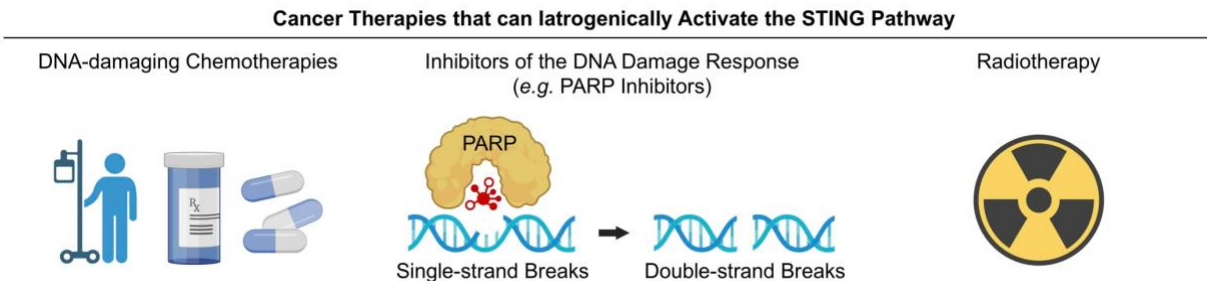 Cancer Therapies that can Iatrogenically Activate the STING Pathway
DNA-damaging Chemotherapies
Inhibitors of the DNA Damage Response
(e.g. PARP Inhibitors)
Radiotherapy
PARP
Rx
Single-strand Breaks
Double-strand Breaks